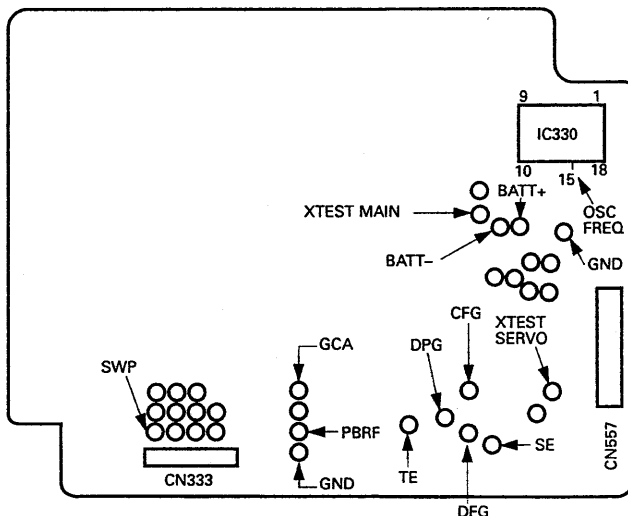 9 1
IC330
10 15 18
BATT+
XTEST MAIN
OSC
FREQ
BATT–
GND
CFG
XTEST
SERVO
DPG
GCA
SWP
PBRF
SE
CN557
CN333
GND
TE
DFG